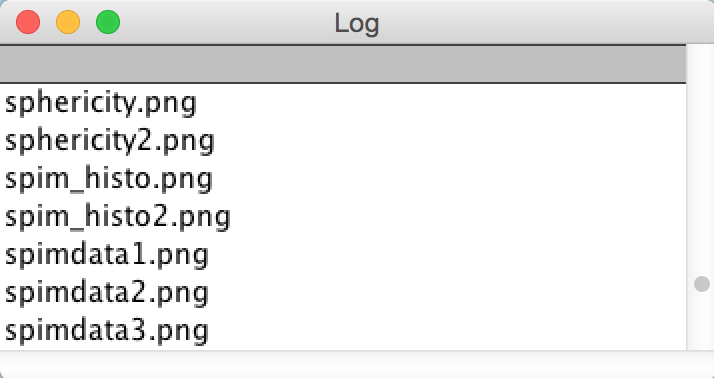 Log
sphericity.png
sphericity2.png
spim_histo.png
spim_histo2.png
spimdata1.png
spimdata2.png
spimdata3.png